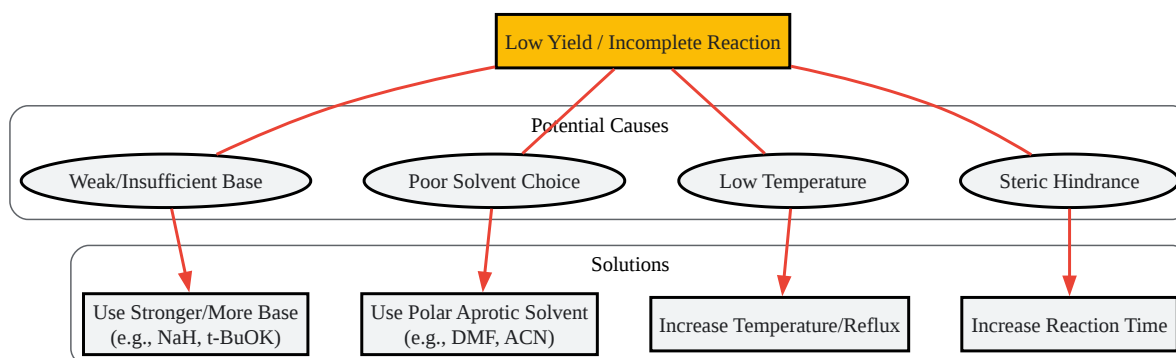 Low Yield / Incomplete Reaction
Potential Causes
Weak/Insufficient Base
Poor Solvent Choice
Low Temperature
Steric Hindrance
Solutions
Use Stronger/More Base
(e.g., NaH, t-BuOK)
Use Polar Aprotic Solvent
(e.g., DMF, ACN)
Increase Temperature/Reflux
Increase Reaction Time